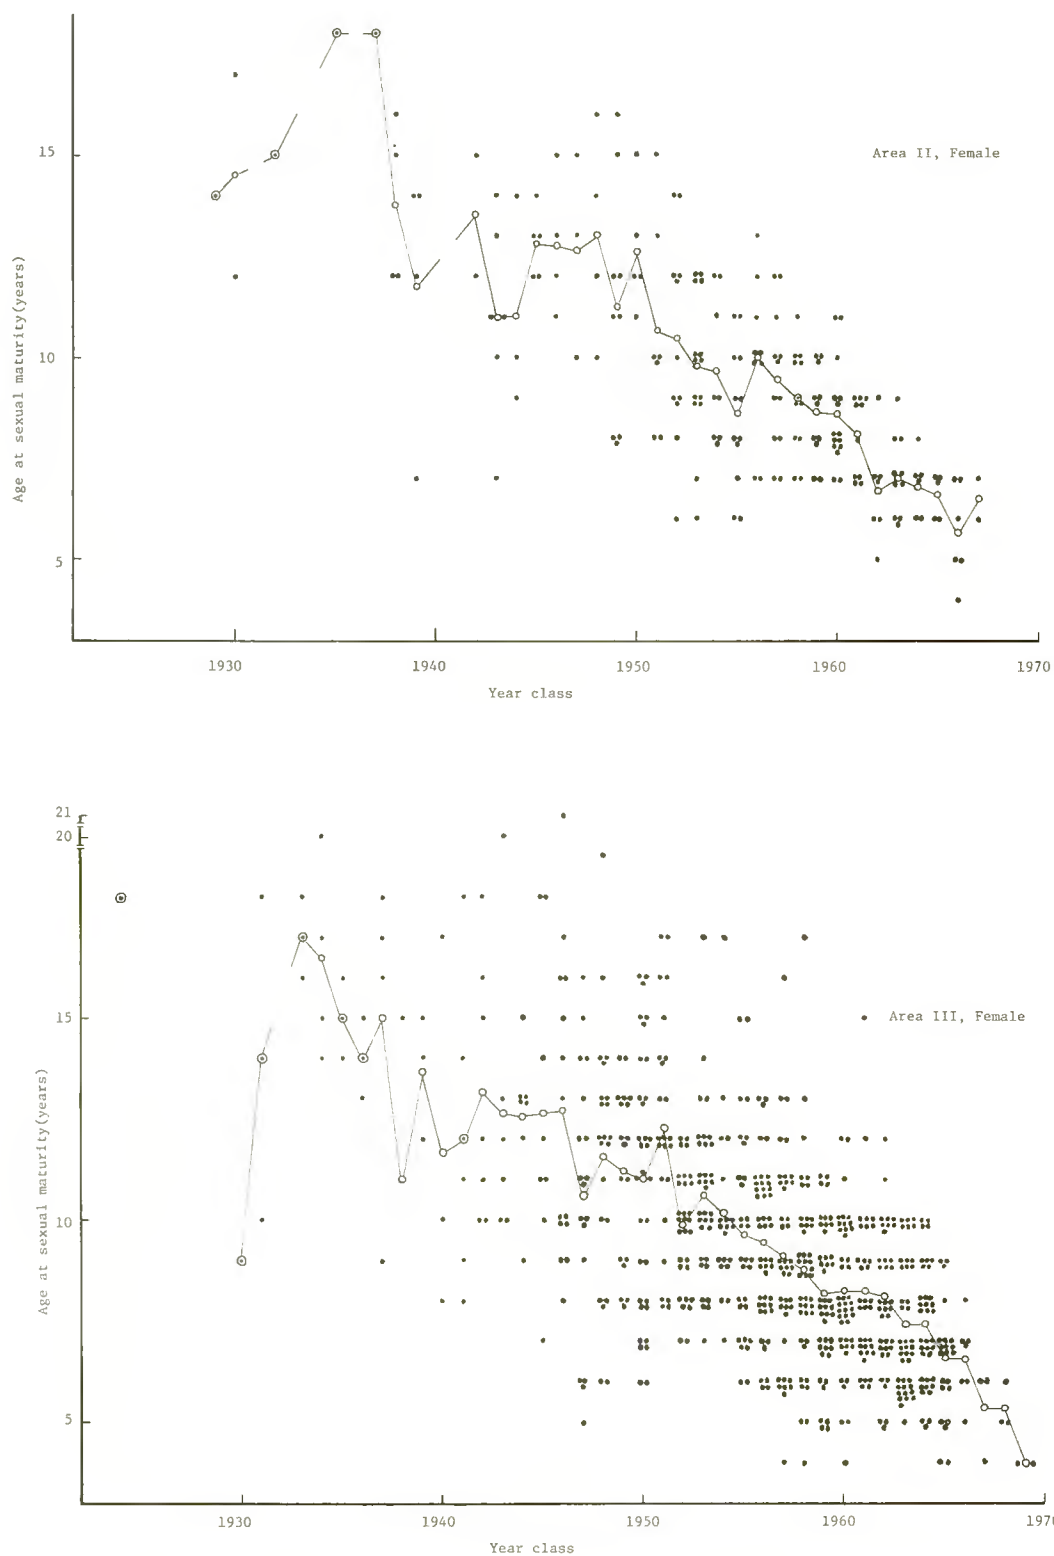 15
Area II, Female
Age at sexual maturity(years)
10
5
1930 1940 1950 1960 1970
Year class
21
20
15
Area III, Female
Age at sexual maturity(years)
10
5
1930 1940 1950 1960 1970
Year class